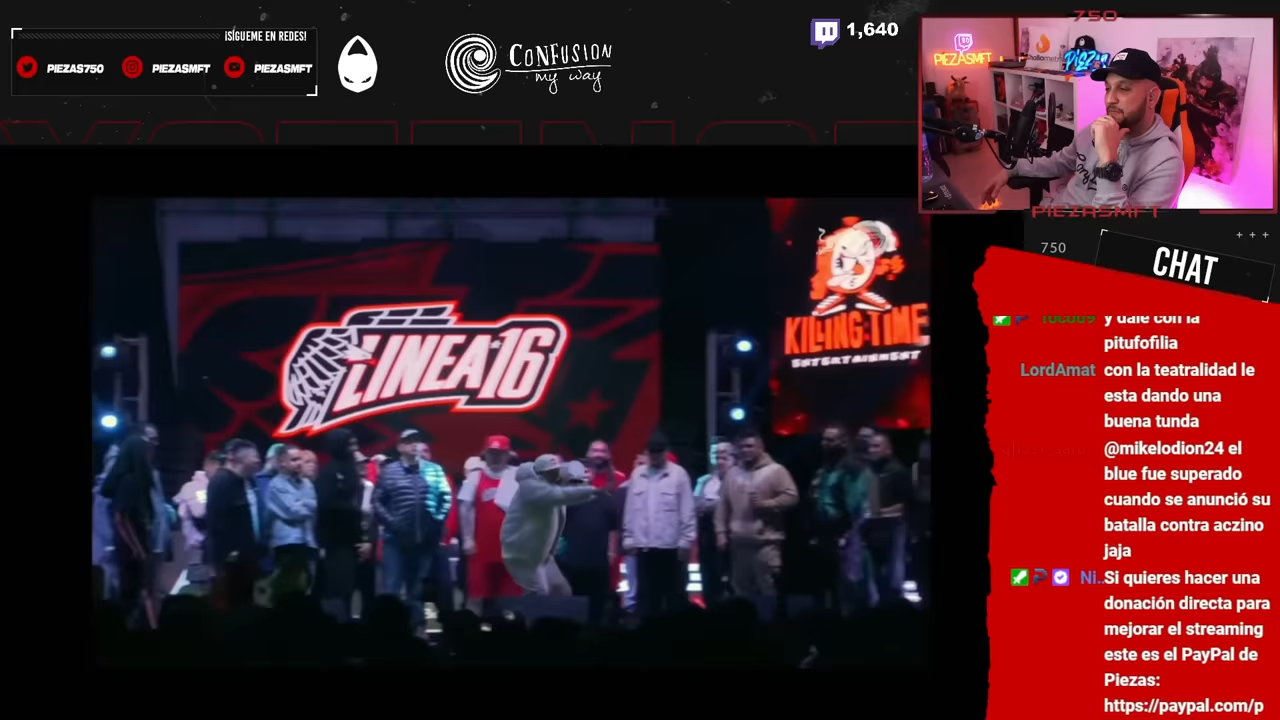 ¡SÍGUEME EN REDES!
PIEZAS750
PIEZASMFT
PIEZASMFT
CONFUSION
my way
1,640
750
PIEZASMFT
PIEZASMFT
750
CHAT
LINEA16
KILLING TIME
ENTERTAINMENT
y dale con la
pitufofilia
LordAmat con la teatralidad le
esta dando una
buena tunda
@mikelodion24 el
blue fue superado
cuando se anunció su
batalla contra aczino
jaja
Ni.. Si quieres hacer una
donación directa para
mejorar el streaming
este es el PayPal de
Piezas:
https://paypal.com/p